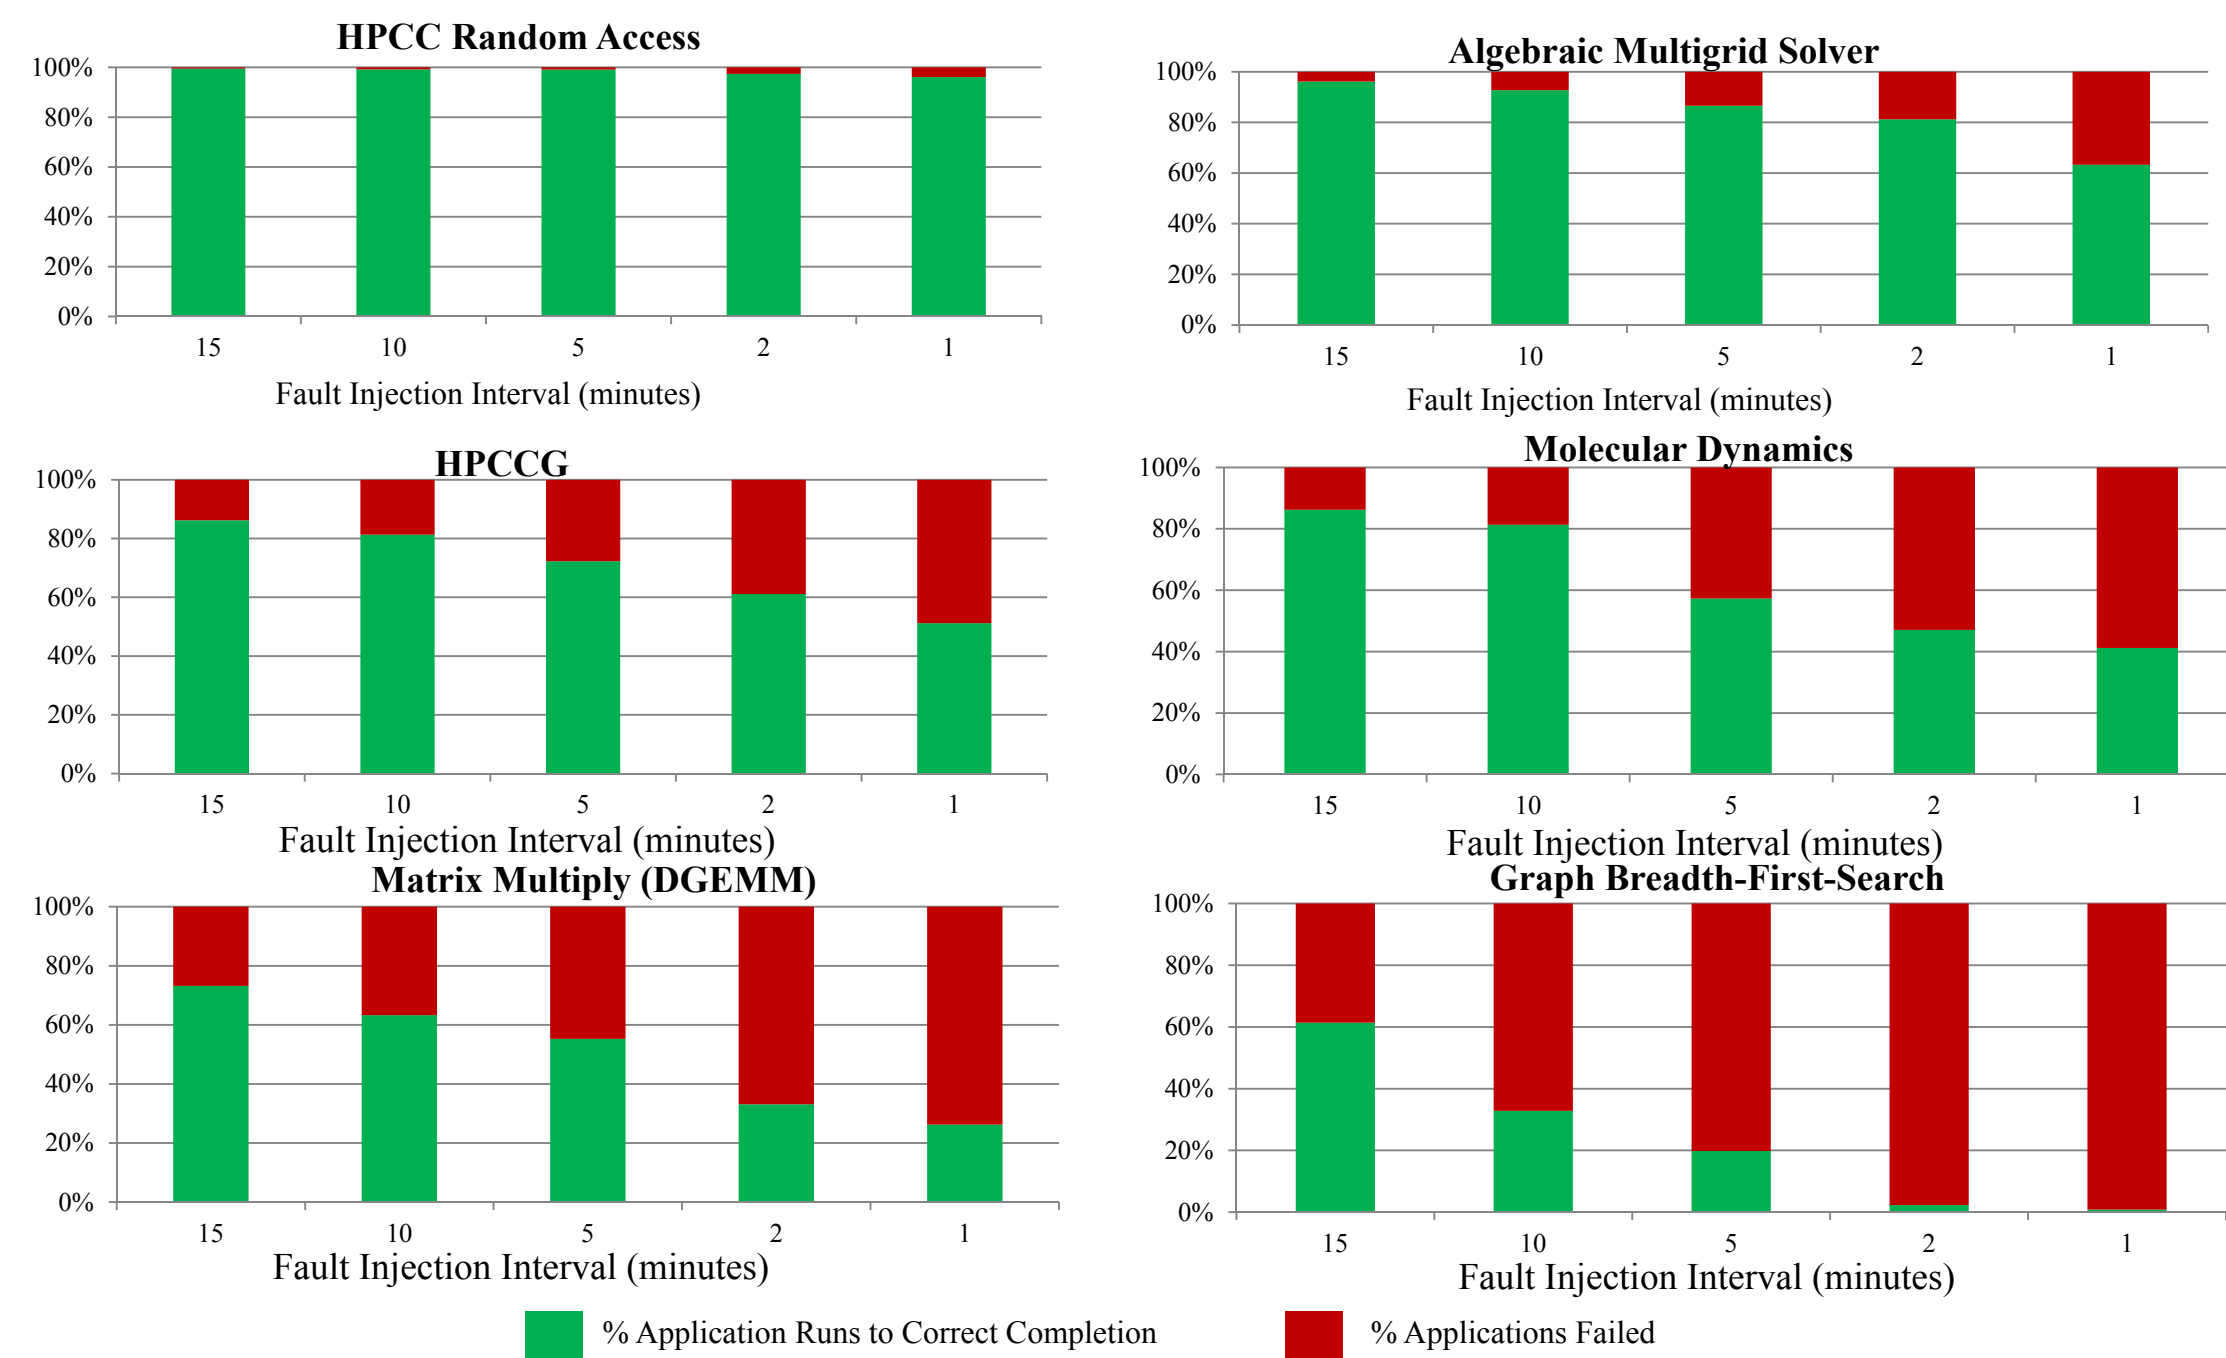 HPCC Random Access
100%
80%
60%
40%
20%
0%
15 10 5 2 1
Fault Injection Interval (minutes)
Algebraic Multigrid Solver
100%
80%
60%
40%
20%
0%
15 10 5 2 1
Fault Injection Interval (minutes)
HPCCG
100%
80%
60%
40%
20%
0%
15 10 5 2 1
Fault Injection Interval (minutes)
Molecular Dynamics
100%
80%
60%
40%
20%
0%
15 10 5 2 1
Fault Injection Interval (minutes)
Matrix Multiply (DGEMM)
100%
80%
60%
40%
20%
0%
15 10 5 2 1
Fault Injection Interval (minutes)
Graph Breadth-First-Search
100%
80%
60%
40%
20%
0%
15 10 5 2 1
Fault Injection Interval (minutes)
% Application Runs to Correct Completion
% Applications Failed